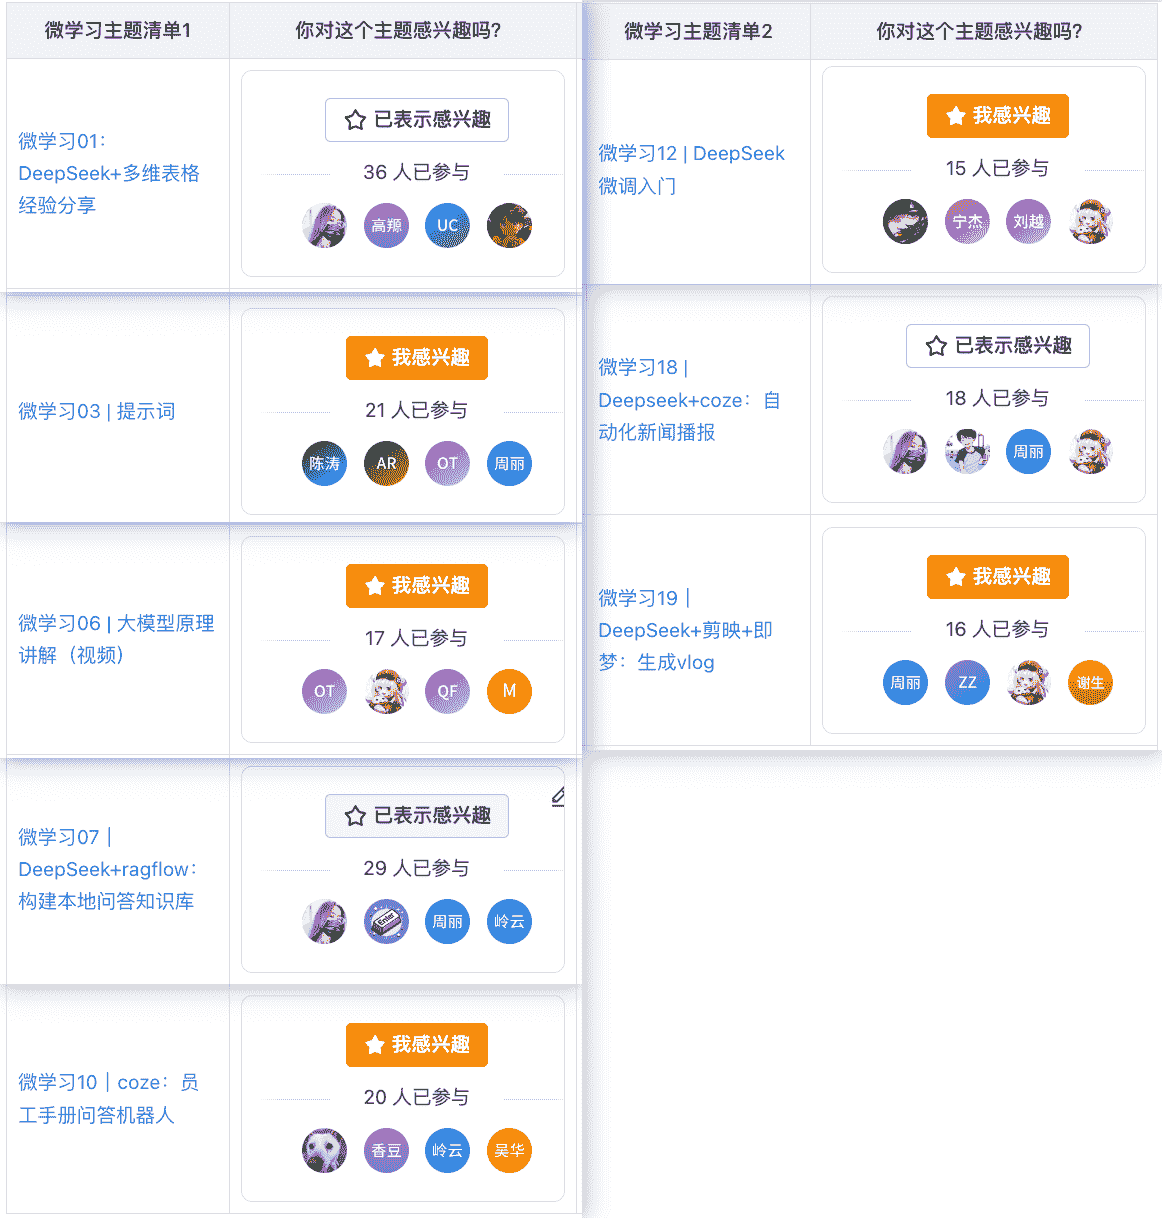 微学习主题清单1
你对这个主题感兴趣吗?
微学习01:
DeepSeek+多维表格
经验分享
已表示感兴趣
36 人已参与
高翔
UC
微学习03 | 提示词
我感兴趣
21 人已参与
陈涛
AR
OT
周丽
微学习06 | 大模型原理
讲解（视频）
我感兴趣
17 人已参与
OT
QF
M
微学习07｜
DeepSeek+ragflow:
构建本地问答知识库
已表示感兴趣
29 人已参与
Enter
周丽
岭云
微学习10｜coze：员
工手册问答机器人
我感兴趣
20 人已参与
香豆
岭云
吴华
微学习主题清单2
你对这个主题感兴趣吗?
微学习12 | DeepSeek
微调入门
我感兴趣
15 人已参与
宁杰
刘越
微学习18 |
Deepseek+coze：自
动化新闻播报
已表示感兴趣
18 人已参与
周丽
微学习19｜
DeepSeek+剪映+即
梦：生成vlog
我感兴趣
16 人已参与
周丽
ZZ
谢生